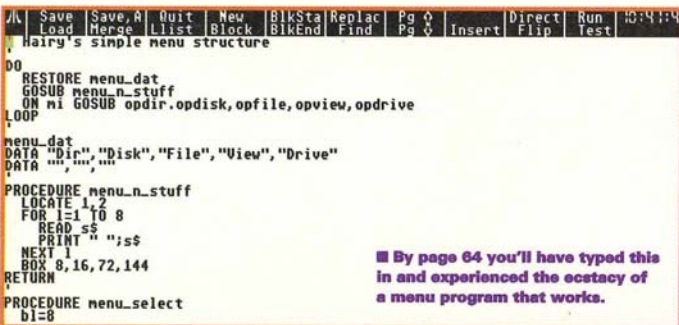 Save Save,A Quit New BlkSta Replac Pg ⇧ Direct Run 10:41:4
Load Merge Llist Block BlkEnd Find Pg ⇩ Insert Flip Test
' Hairy's simple menu structure
'
DO
RESTORE menu_dat
GOSUB menu_n_stuff
ON mi GOSUB opdir.opdisk,opfile,opview,opdrive
LOOP
'
menu_dat
DATA "Dir","Disk","File","View","Drive"
DATA "","",""
'
PROCEDURE menu_n_stuff
LOCATE 1,2
FOR l=1 TO 8
READ s$
PRINT " ";s$
NEXT l
BOX 8,16,72,144
RETURN
'
PROCEDURE menu_select
bl=8
■ By page 64 you'll have typed this
in and experienced the ecstacy of
a menu program that works.